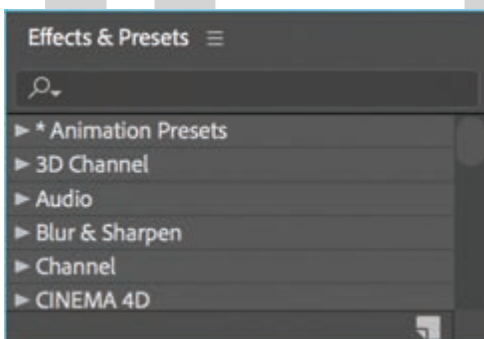 Effects & Presets
* Animation Presets
3D Channel
Audio
Blur & Sharpen
Channel
CINEMA 4D